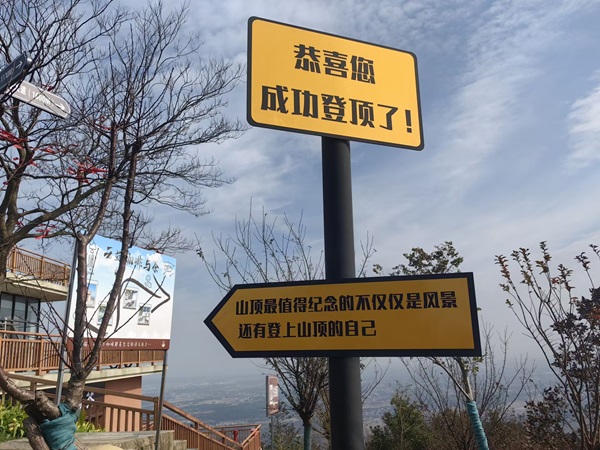 恭喜您
成功登顶了!
山顶最值得纪念的不仅仅是风景
还有登上山顶的自己